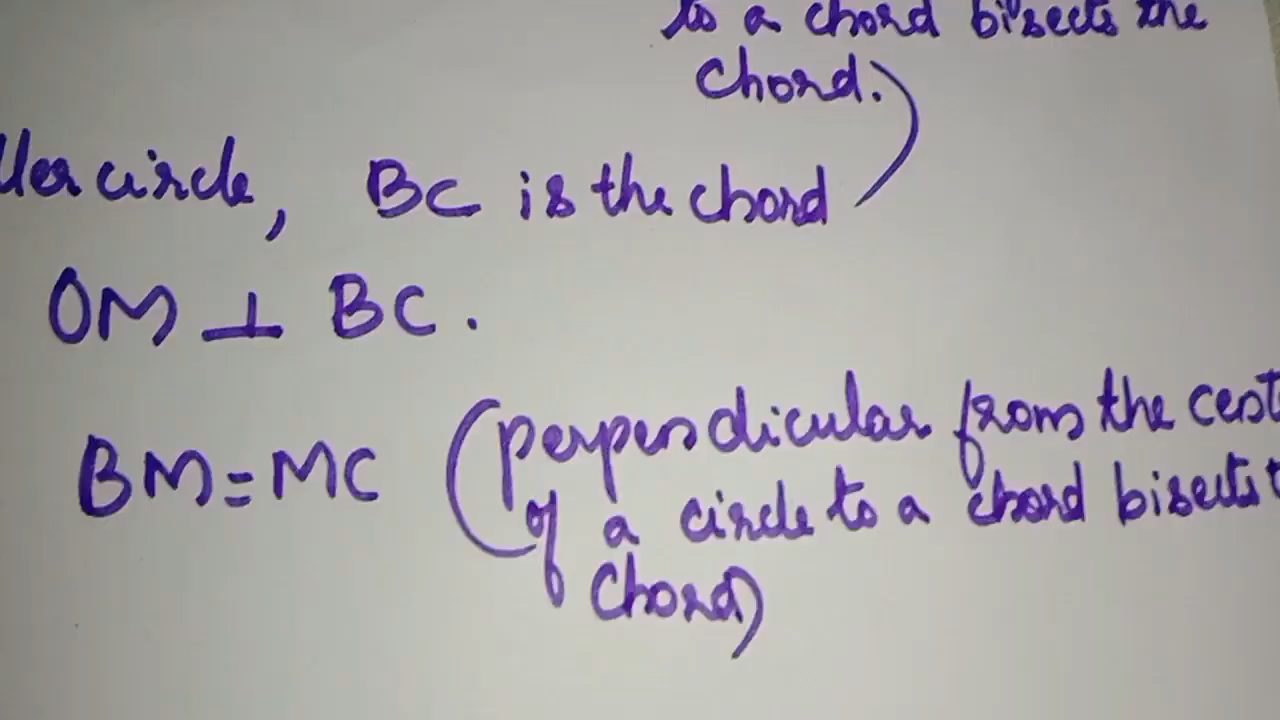 to a chord bisects the
chord.)
circle, BC is the chord
OM ⊥ BC.
BM = MC (perpendicular from the
of a circle to a chord bisects
chord)